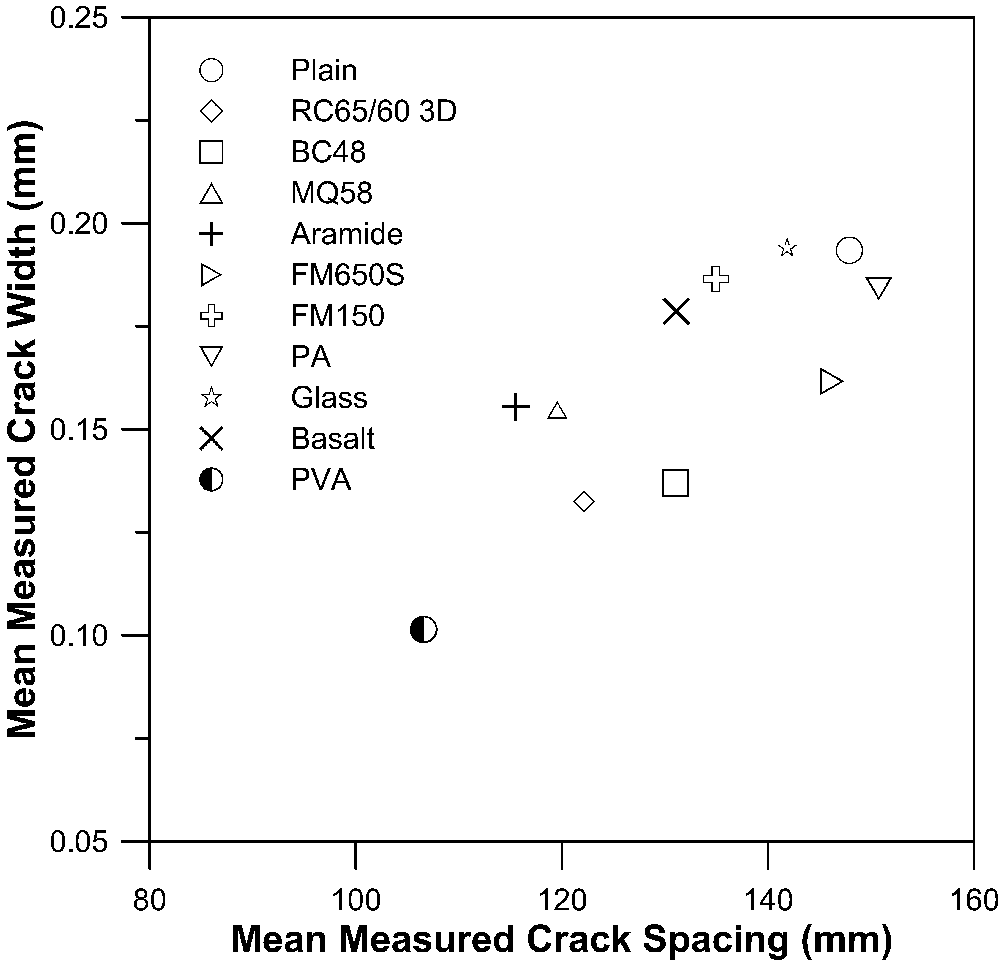 0.25
Plain
RC65/60 3D
BC48
MQ58
0.20
Aramide
FM650S
FM150
PA
Glass
0.15
Basalt
PVA
0.10
0.05
Mean Measured Crack Width (mm)
80 100 120 140 160
Mean Measured Crack Spacing (mm)